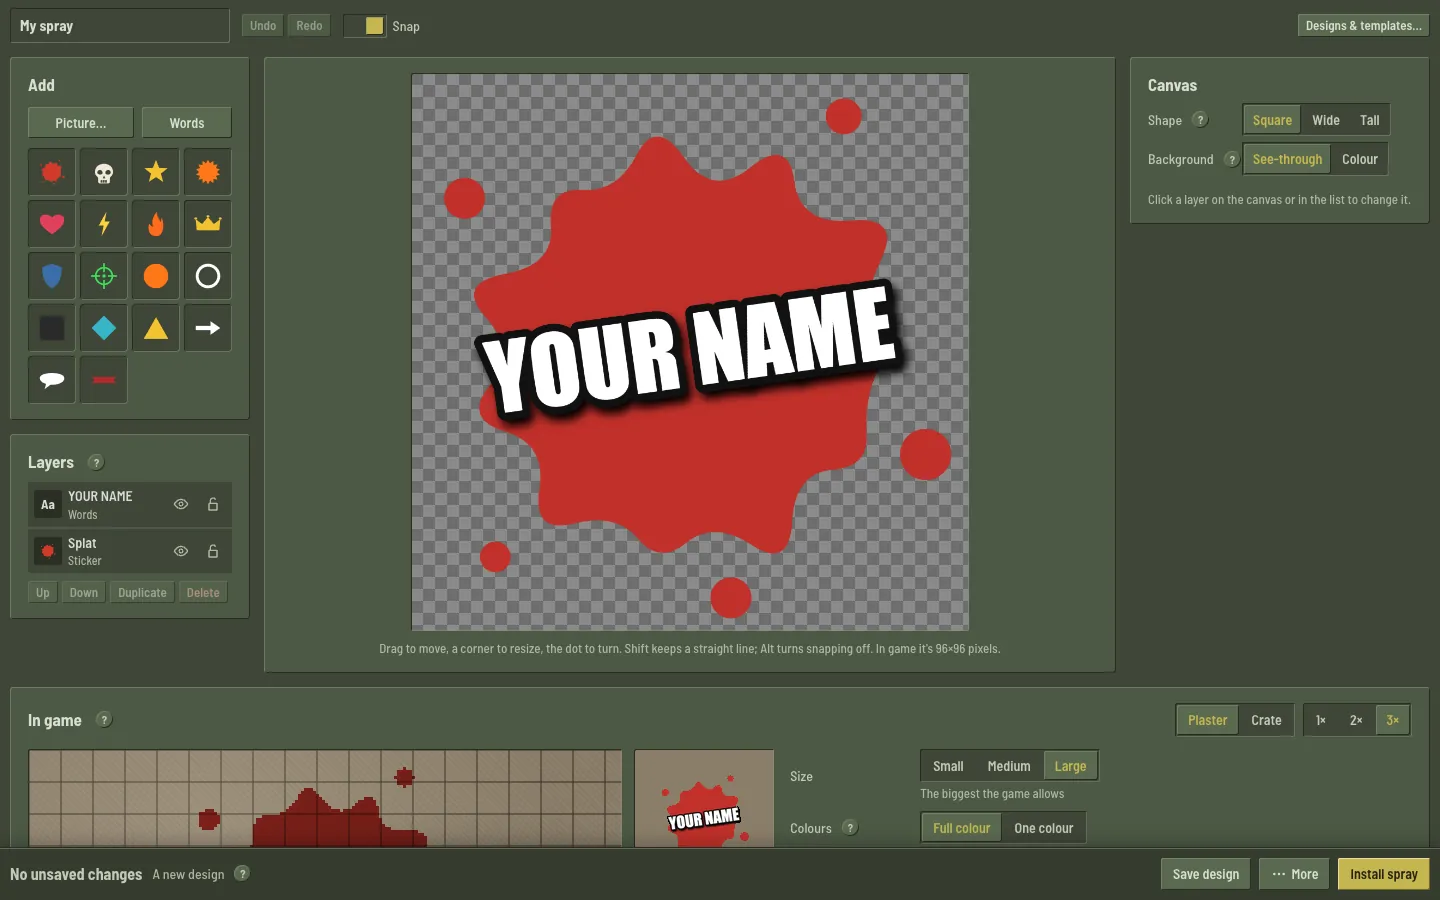 My spray
Undo
Redo
Snap
Designs & templates...
Add
Picture...
Words
Layers
?
Aa
YOUR NAME
Words
Splat
Sticker
Up
Down
Duplicate
Delete
YOUR NAME
Drag to move, a corner to resize, the dot to turn. Shift keeps a straight line; Alt turns snapping off. In game it's 96×96 pixels.
Canvas
Shape
?
Square
Wide
Tall
Background
?
See-through
Colour
Click a layer on the canvas or in the list to change it.
In game
?
Plaster
Crate
1×
2×
3×
YOUR NAME
Size
Small
Medium
Large
The biggest the game allows
Colours
?
Full colour
One colour
No unsaved changes
A new design
?
Save design
··· More
Install spray